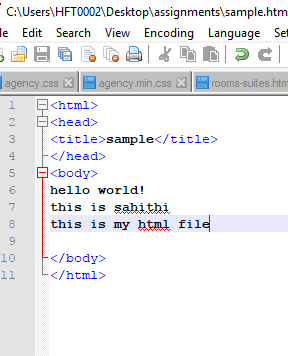 C:\Users\HFT0002\Desktop\assignments\sample.htm
File Edit Search View Encoding Language Set
agency.css agency.min.css rooms-suites.htm
1 <html>
2 <head>
3 <title>sample</title>
4 </head>
5 <body>
6 hello world!
7 this is sahithi
8 this is my html file
9
10 </body>
11 </html>